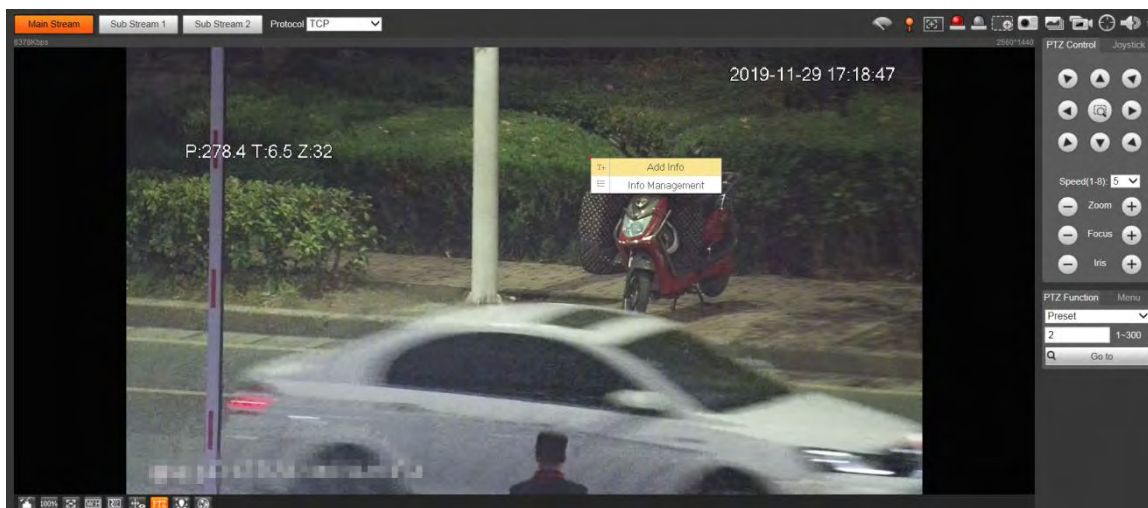 Main Stream
Sub Stream 1
Sub Stream 2
Protocol TCP
6378Kbps
2560*1440
PTZ Control
Joystick
2019-11-29 17:18:47
P:278.4 T:6.5 Z:32
T+ Add Info
Info Management
Speed(1-8): 5
Zoom
Focus
Iris
PTZ Function
Menu
Preset
2
1~300
Go to
100%
W:H
PTZ